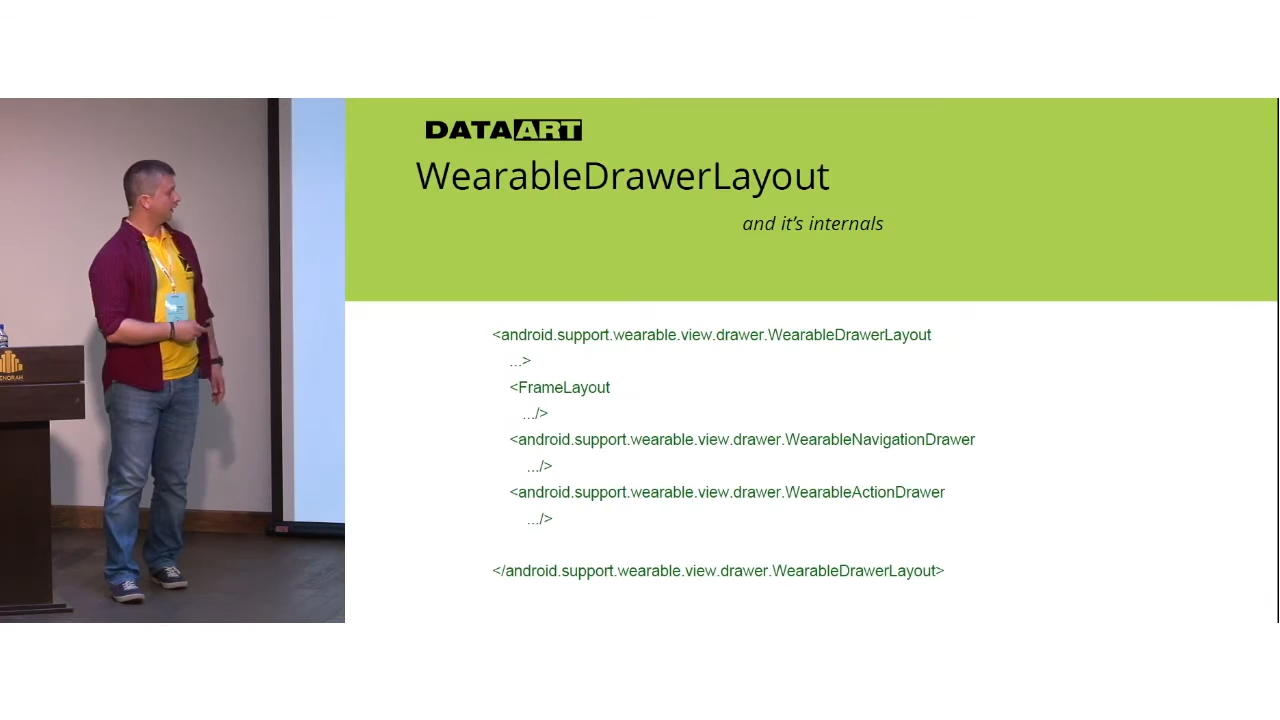 DATAART
WearableDrawerLayout
and it's internals
<android.support.wearable.view.drawer.WearableDrawerLayout
...>
<FrameLayout
.../>
<android.support.wearable.view.drawer.WearableNavigationDrawer
.../>
<android.support.wearable.view.drawer.WearableActionDrawer
.../>
</android.support.wearable.view.drawer.WearableDrawerLayout>
ENORAH